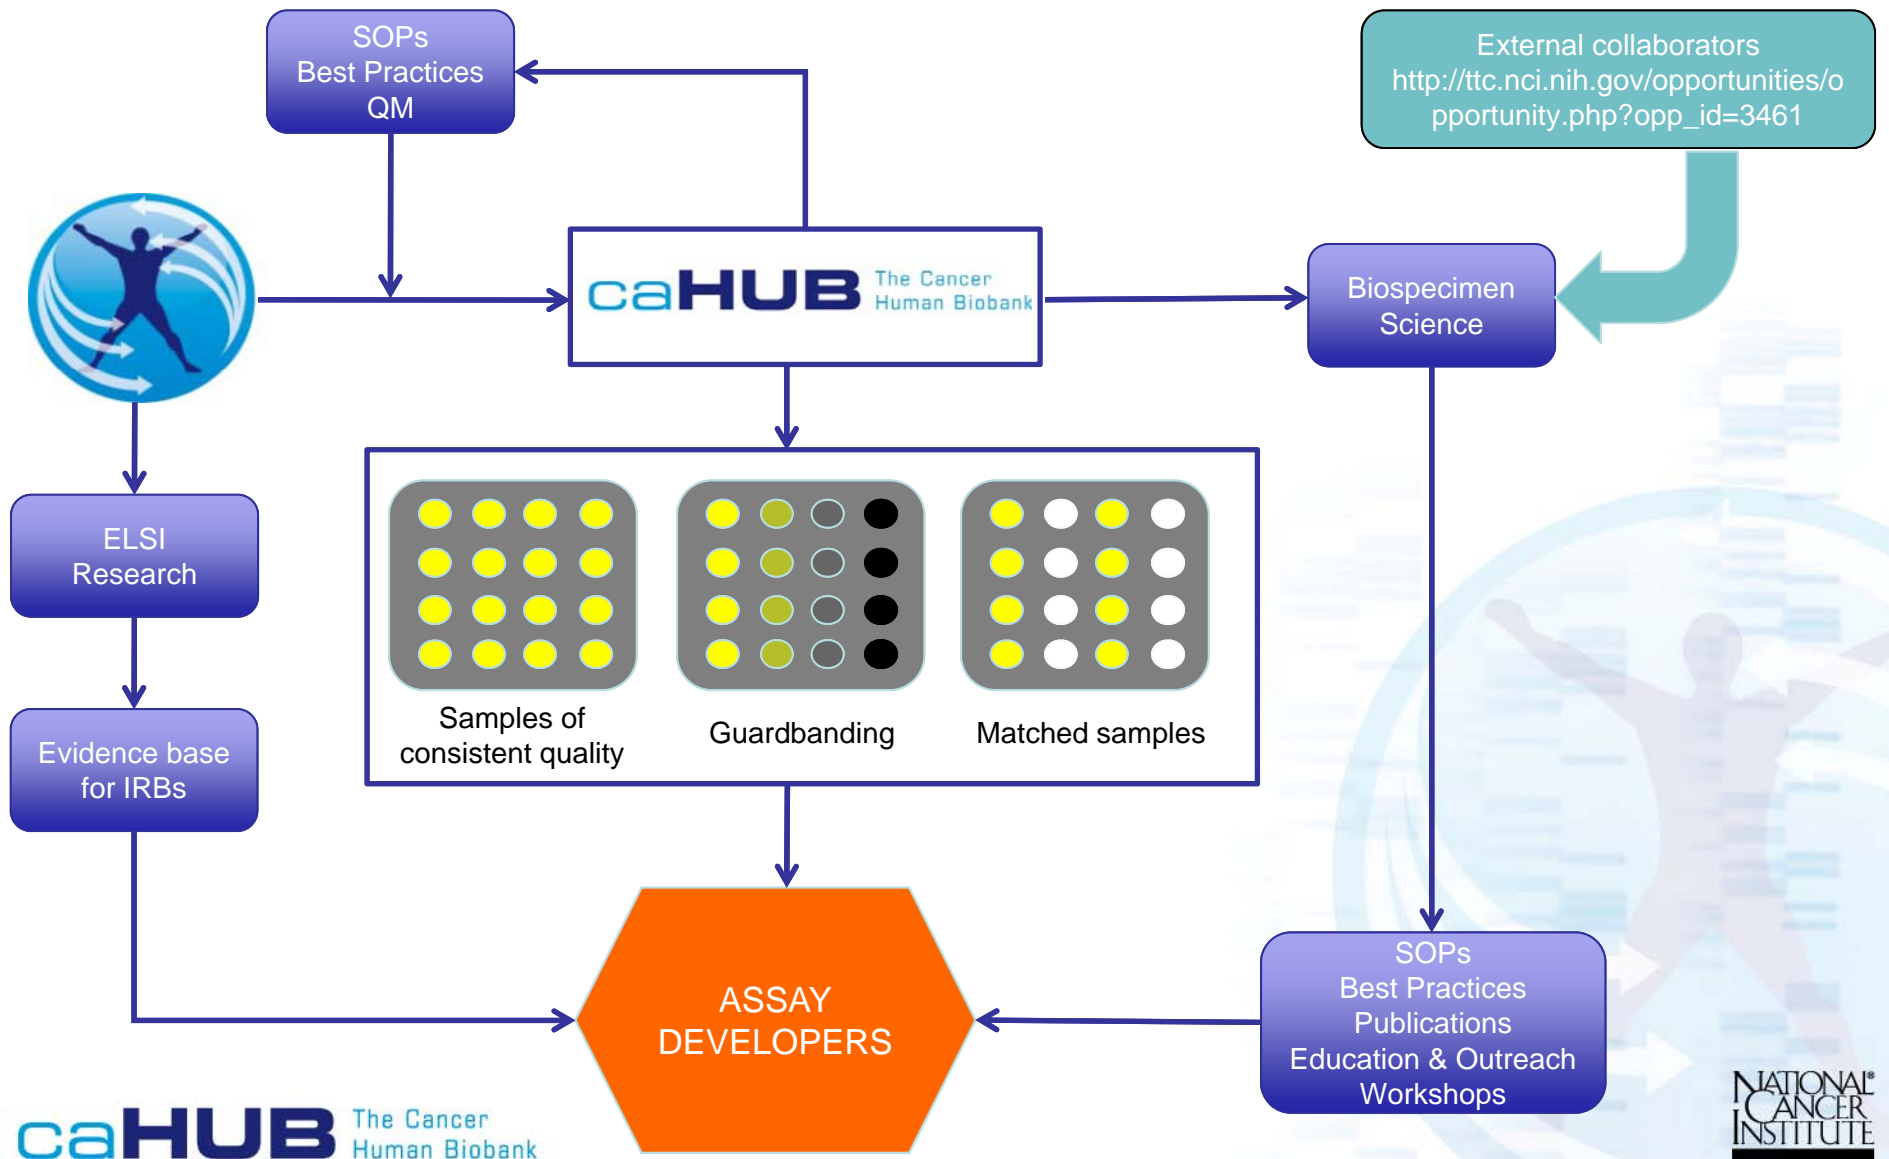 SOPs
Best Practices
QM
External collaborators
http://ttc.nci.nih.gov/opportunities/o
pportunity.php?opp_id=3461
caHUB The Cancer
Human Biobank
Biospecimen
Science
ELSI
Research
Evidence base
for IRBs
Samples of
consistent quality
Guardbanding
Matched samples
ASSAY
DEVELOPERS
SOPs
Best Practices
Publications
Education & Outreach
Workshops
caHUB The Cancer
Human Biobank
NATIONAL®
CANCER
INSTITUTE